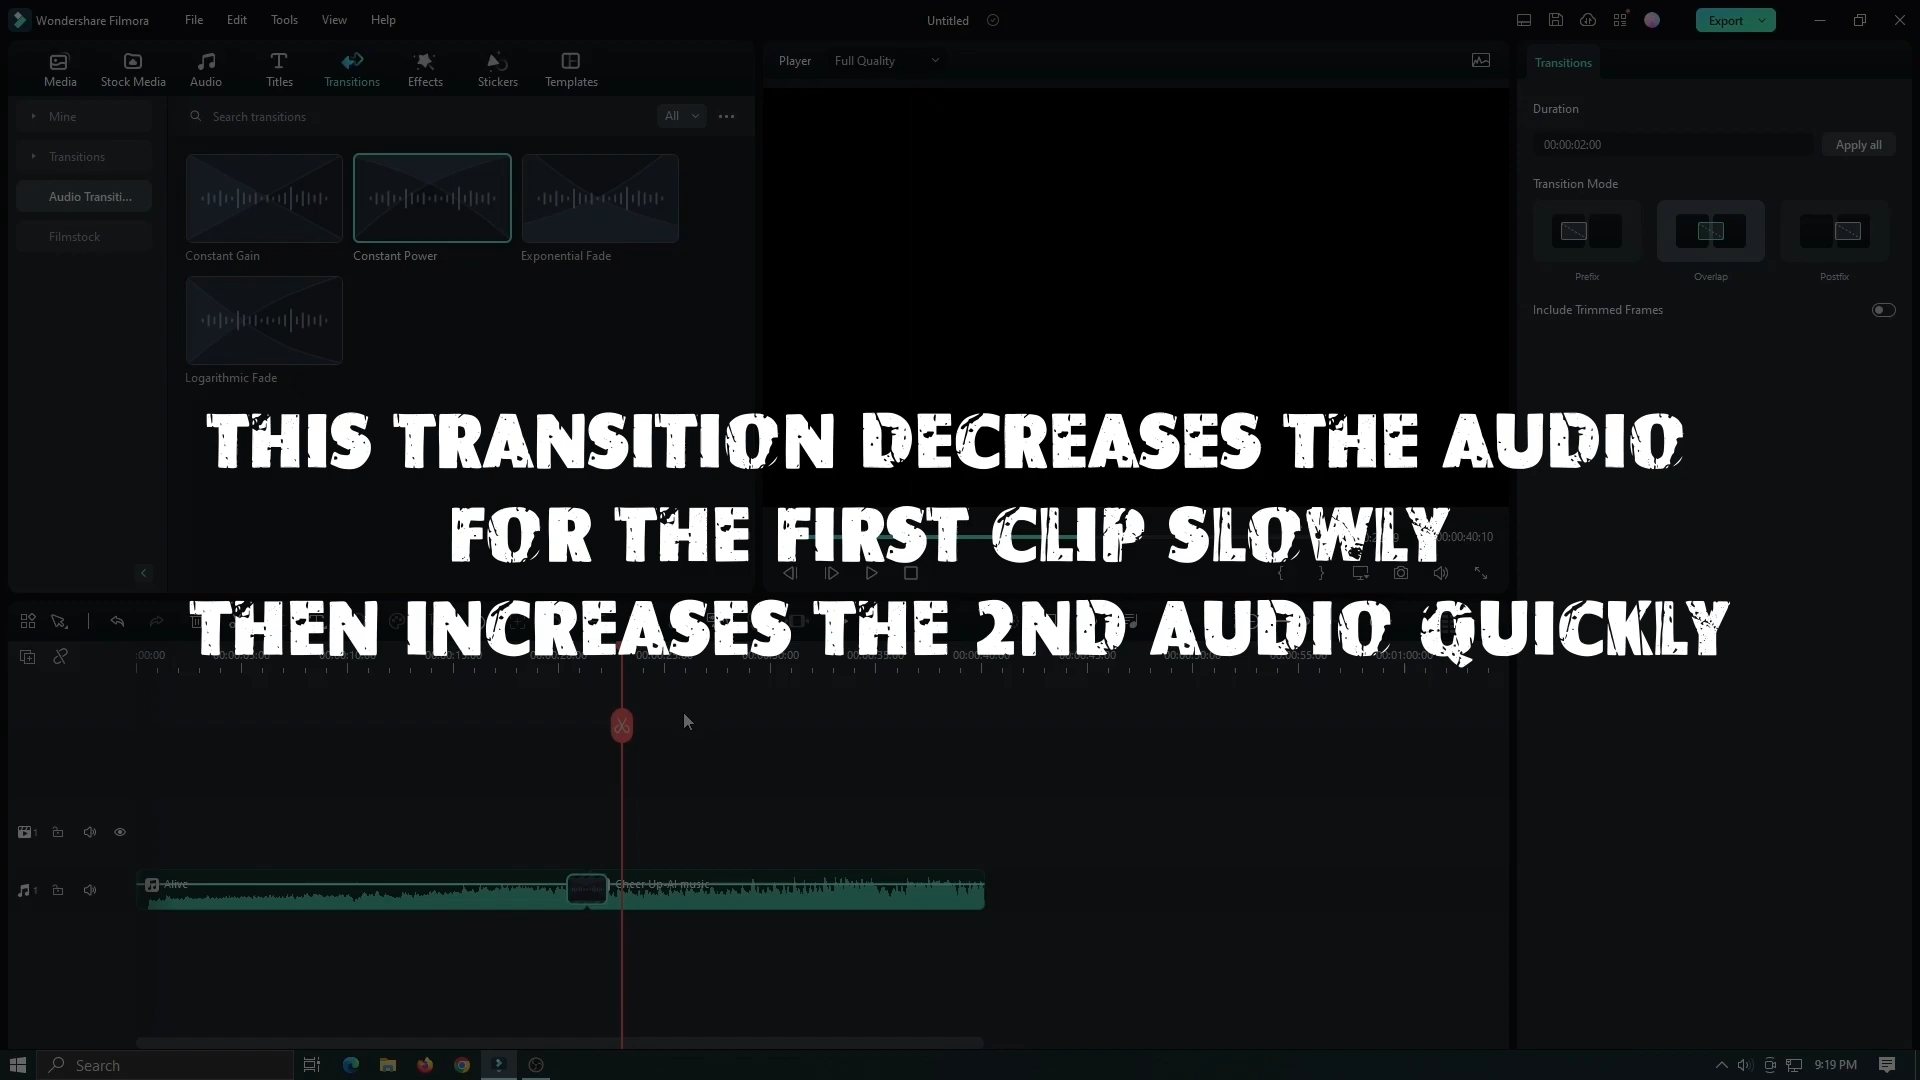 Wondershare Filmora File Edit Tools View Help Untitled Export
Media Stock Media Audio Titles Transitions Effects Stickers Templates
Player Full Quality
Transitions
Mine
Transitions
Audio Transiti...
Filmstock
Search transitions All
Constant Gain Constant Power Exponential Fade
Logarithmic Fade
Duration
00:00:02:00 Apply all
Transition Mode
Prefix Overlap Postfix
Include Trimmed Frames
THIS TRANSITION DECREASES THE AUDIO
FOR THE FIRST CLIP SLOWLY
THEN INCREASES THE 2ND AUDIO QUICKLY
00:00:40:10
:00:00
1
1
Alive Cheer Up-AI music
Search 9:19 PM